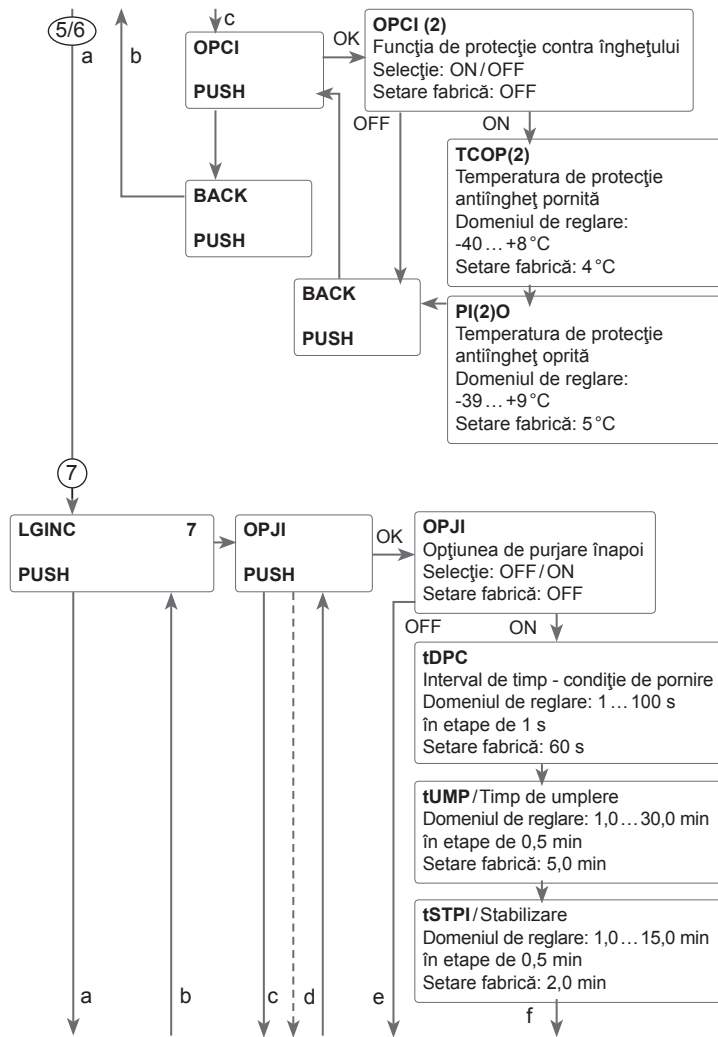 5/6
a
b
c
OPCI
PUSH
OK
OPCI (2)
Funcţia de protecţie contra îngheţului
Selecţie: ON/OFF
Setare fabrică: OFF
OFF
ON
BACK
PUSH
TCOP(2)
Temperatura de protecţie
antiîngheţ pornită
Domeniul de reglare:
-40…+8°C
Setare fabrică: 4°C
BACK
PUSH
PI(2)O
Temperatura de protecţie
antiîngheţ oprită
Domeniul de reglare:
-39…+9°C
Setare fabrică: 5°C
7
LGINC 7
PUSH
OPJI
PUSH
OK
OPJI
Opţiunea de purjare înapoi
Selecţie: OFF/ON
Setare fabrică: OFF
OFF
ON
tDPC
Interval de timp - condiţie de pornire
Domeniul de reglare: 1…100 s
în etape de 1 s
Setare fabrică: 60 s
tUMP/Timp de umplere
Domeniul de reglare: 1,0…30,0 min
în etape de 0,5 min
Setare fabrică: 5,0 min
tSTPI/Stabilizare
Domeniul de reglare: 1,0…15,0 min
în etape de 0,5 min
Setare fabrică: 2,0 min
a
b
c
d
e
f